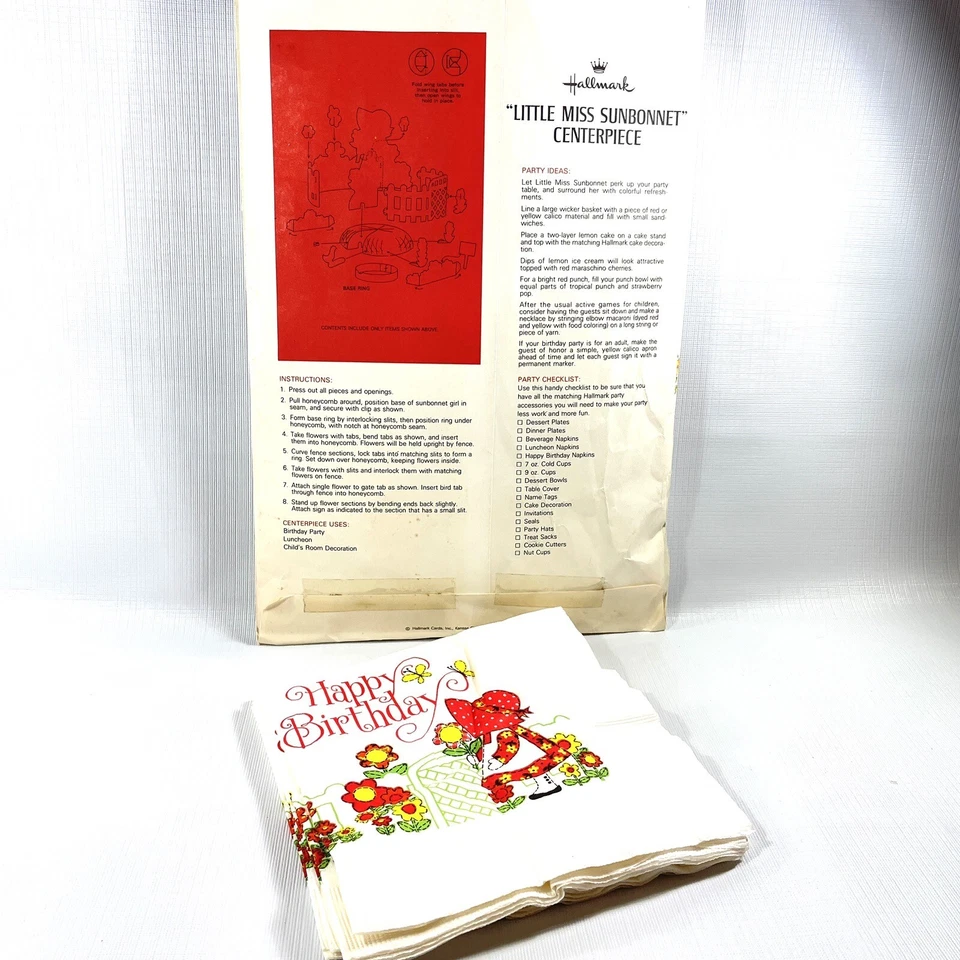 Fold wing tabs before
inserting into slit,
then open wings to
hold in place.
BASE RING
CONTENTS INCLUDE ONLY ITEMS SHOWN ABOVE.
INSTRUCTIONS:
1. Press out all pieces and openings.
2. Pull honeycomb around, position base of sunbonnet girl in
seam, and secure with clip as shown.
3. Form base ring by interlocking slits, then position ring under
honeycomb, with notch at honeycomb seam.
4. Take flowers with tabs, bend tabs as shown, and insert
them into honeycomb. Flowers will be held upright by fence.
5. Curve fence sections, lock tabs into matching slits to form a
ring. Set down over honeycomb, keeping flowers inside.
6. Take flowers with slits and interlock them with matching
flowers on fence.
7. Attach single flower to gate tab as shown. Insert bird tab
through fence into honeycomb.
8. Stand up flower sections by bending ends back slightly.
Attach sign as indicated to the section that has a small slit.
CENTERPIECE USES:
Birthday Party
Luncheon
Child's Room Decoration
Hallmark
"LITTLE MISS SUNBONNET"
CENTERPIECE
PARTY IDEAS:
Let Little Miss Sunbonnet perk up your party
table, and surround her with colorful refresh-
ments.
Line a large wicker basket with a piece of red or
yellow calico material and fill with small sand-
wiches.
Place a two-layer lemon cake on a cake stand
and top with the matching Hallmark cake decora-
tion.
Dips of lemon ice cream will look attractive
topped with red maraschino cherries.
For a bright red punch, fill your punch bowl with
equal parts of tropical punch and strawberry
pop.
After the usual active games for children,
consider having the guests sit down and make a
necklace by stringing elbow macaroni (dyed red
and yellow with food coloring) on a long string or
piece of yarn.
If your birthday party is for an adult, make the
guest of honor a simple, yellow calico apron
ahead of time and let each guest sign it with a
permanent marker.
PARTY CHECKLIST:
Use this handy checklist to be sure that you
have all the matching Hallmark party
accessories you will need to make your party
less work and more fun.
Dessert Plates
Dinner Plates
Beverage Napkins
Luncheon Napkins
Happy Birthday Napkins
7 oz. Cold Cups
9 oz. Cups
Dessert Bowls
Table Cover
Name Tags
Cake Decoration
Invitations
Seals
Party Hats
Treat Sacks
Cookie Cutters
Nut Cups
© Hallmark Cards, Inc., Kansas
Happy
Birthday